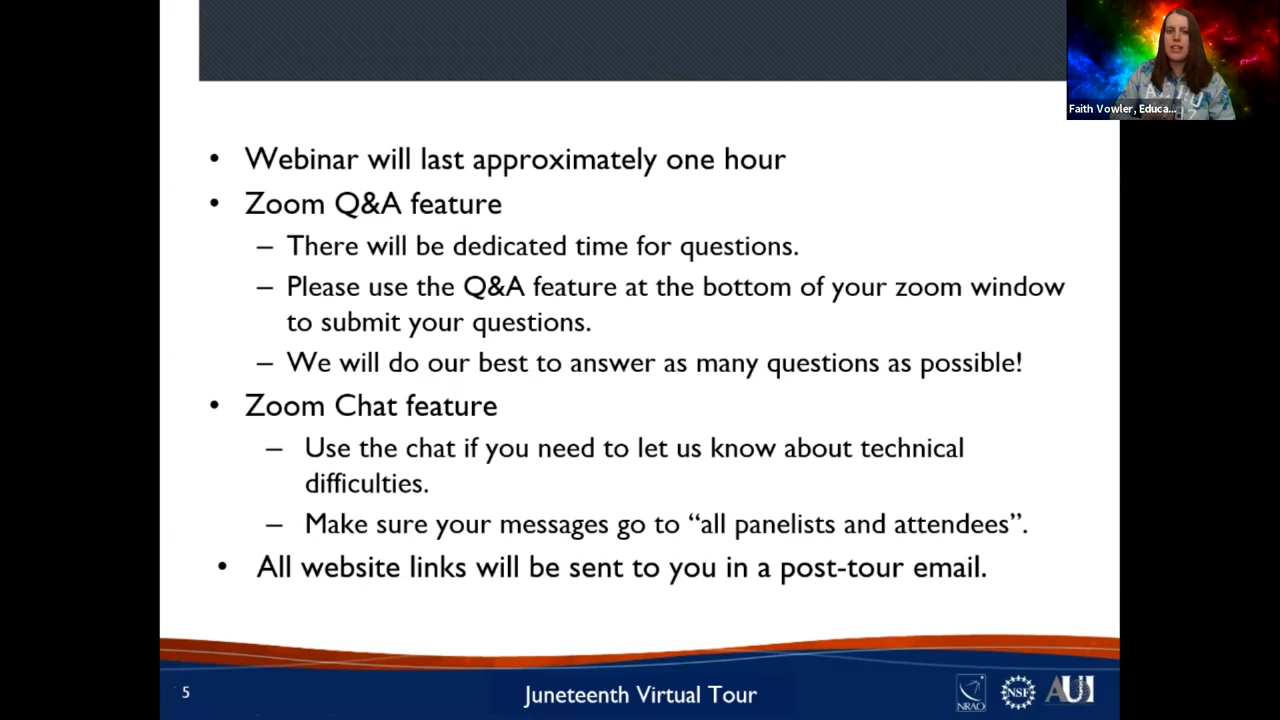 Faith Vowler, Educa...
• Webinar will last approximately one hour
• Zoom Q&A feature
– There will be dedicated time for questions.
– Please use the Q&A feature at the bottom of your zoom window
to submit your questions.
– We will do our best to answer as many questions as possible!
• Zoom Chat feature
– Use the chat if you need to let us know about technical
difficulties.
– Make sure your messages go to “all panelists and attendees”.
• All website links will be sent to you in a post-tour email.
5
Juneteenth Virtual Tour
NRAO
NSF
AUI